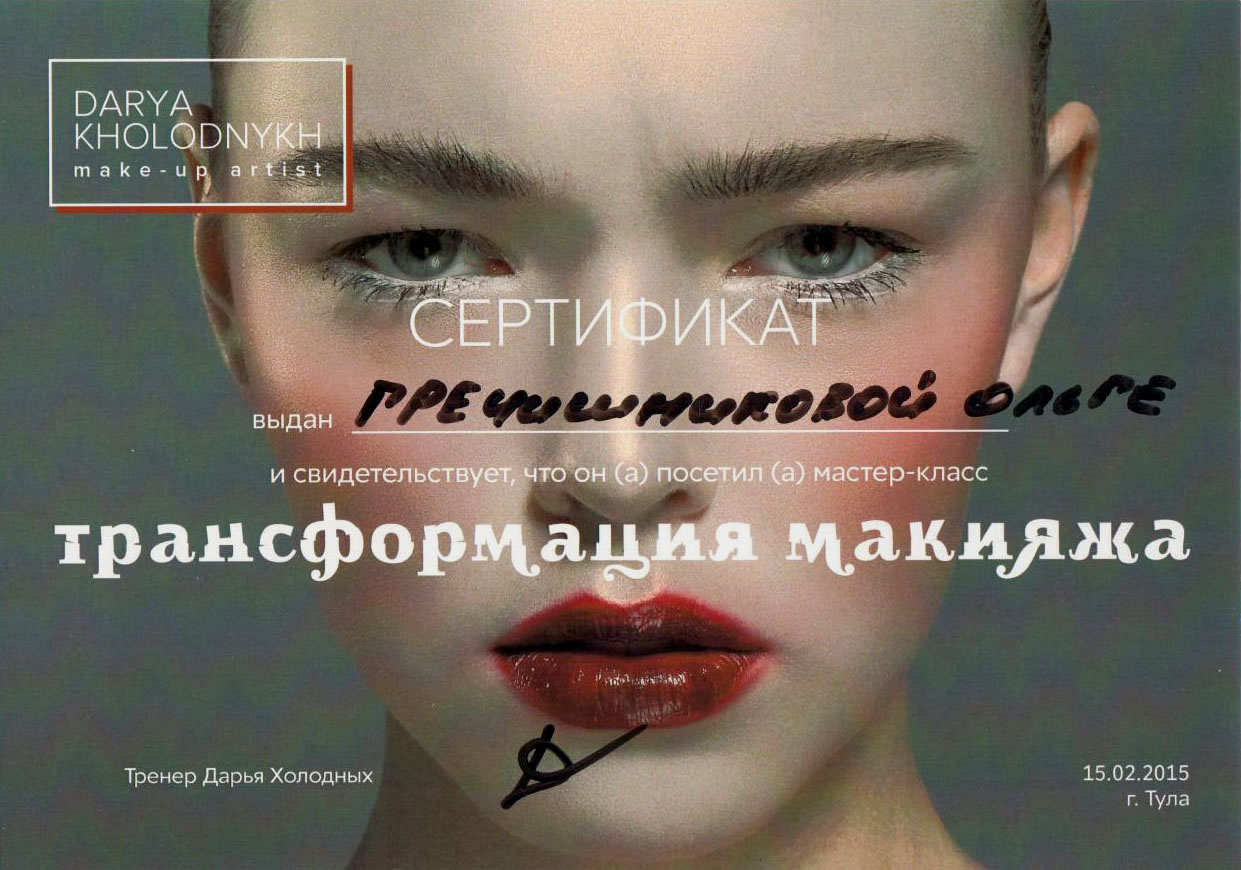 DARYA
KHOLODNYKH
make-up artist
СЕРТИФИКАТ
выдан ГРЕЧИШНИКОВОЙ ОЛЬГЕ
и свидетельствует, что он (а) посетил (а) мастер-класс
трансформация макияжа
Тренер Дарья Холодных
15.02.2015
г. Тула